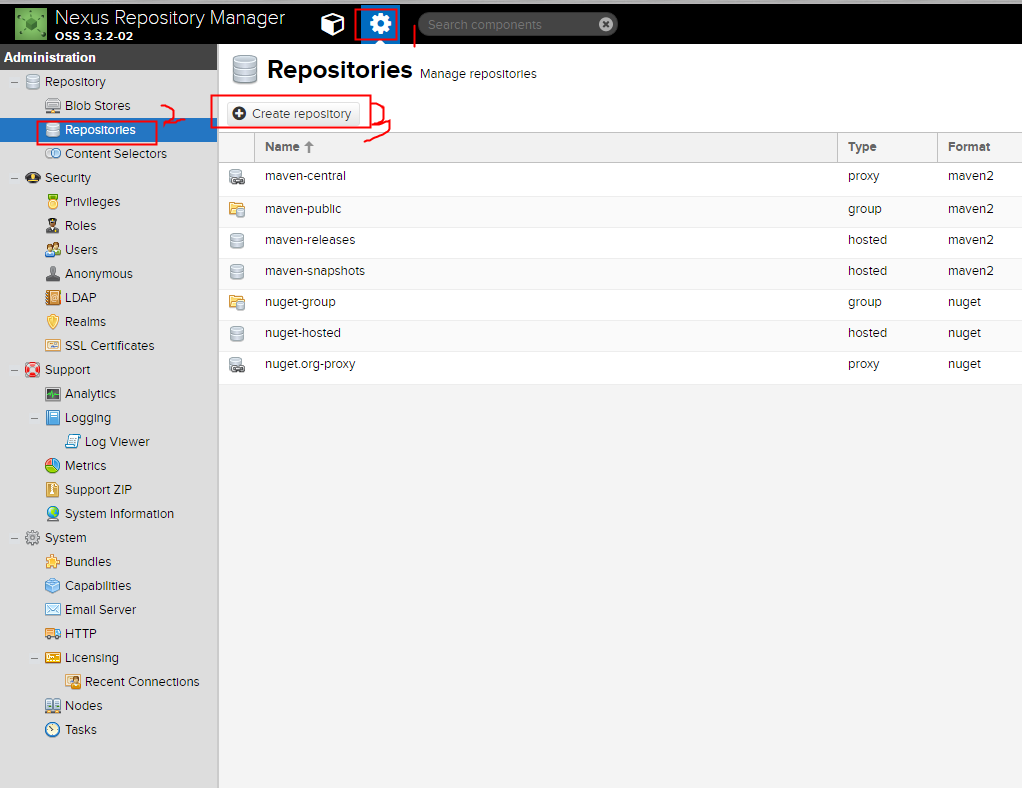 Nexus Repository Manager
OSS 3.3.2-02
Search components
1
Administration
Repository
Blob Stores
Repositories
2
Content Selectors
Security
Privileges
Roles
Users
Anonymous
LDAP
Realms
SSL Certificates
Support
Analytics
Logging
Log Viewer
Metrics
Support ZIP
System Information
System
Bundles
Capabilities
Email Server
HTTP
Licensing
Recent Connections
Nodes
Tasks
Repositories Manage repositories
Create repository
3
Name Type Format
maven-central proxy maven2
maven-public group maven2
maven-releases hosted maven2
maven-snapshots hosted maven2
nuget-group group nuget
nuget-hosted hosted nuget
nuget.org-proxy proxy nuget